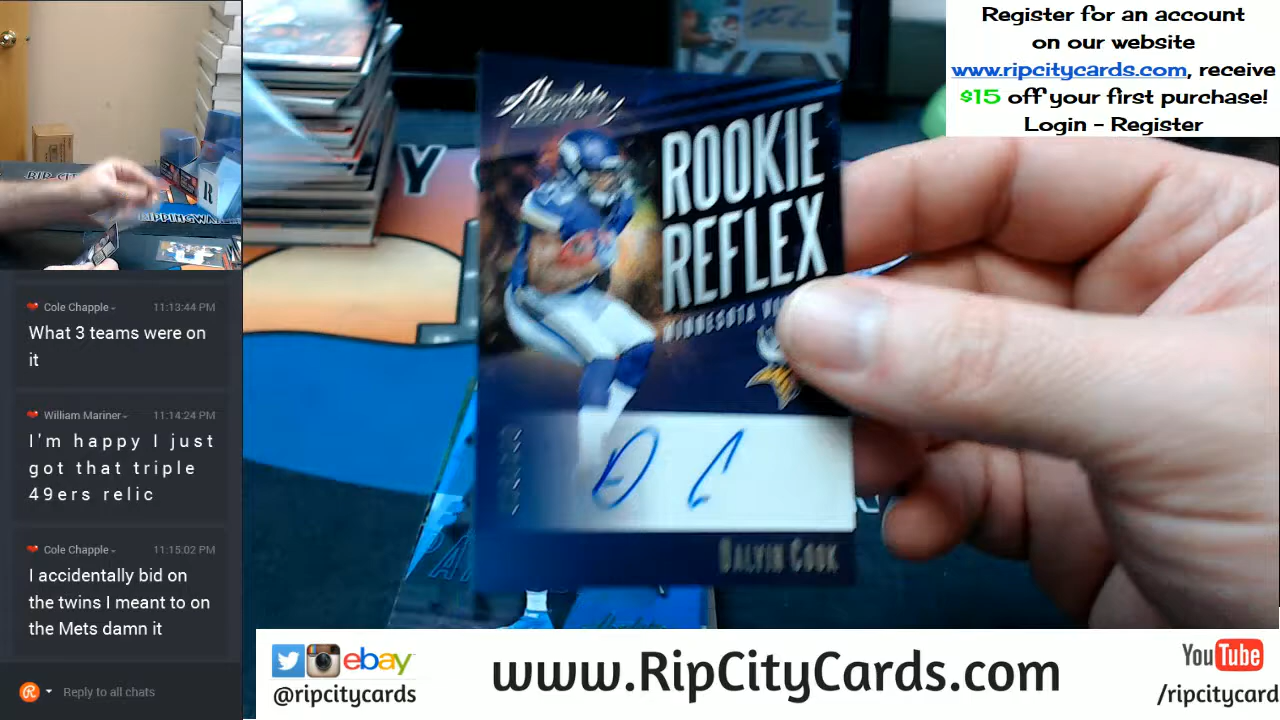 Register for an account
on our website
www.ripcitycards.com, receive
$15 off your first purchase!
Login - Register
Absolute
ROOKIE
REFLEX
MINNESOTA
DALVIN COOK
Cole Chapple 11:13:44 PM
What 3 teams were on
it
William Mariner 11:14:24 PM
I'm happy I just
got that triple
49ers relic
Cole Chapple 11:15:02 PM
I accidentally bid on
the twins I meant to on
the Mets damn it
Reply to all chats
ebay
@ripcitycards
www.RipCityCards.com
YouTube
/ripcitycard